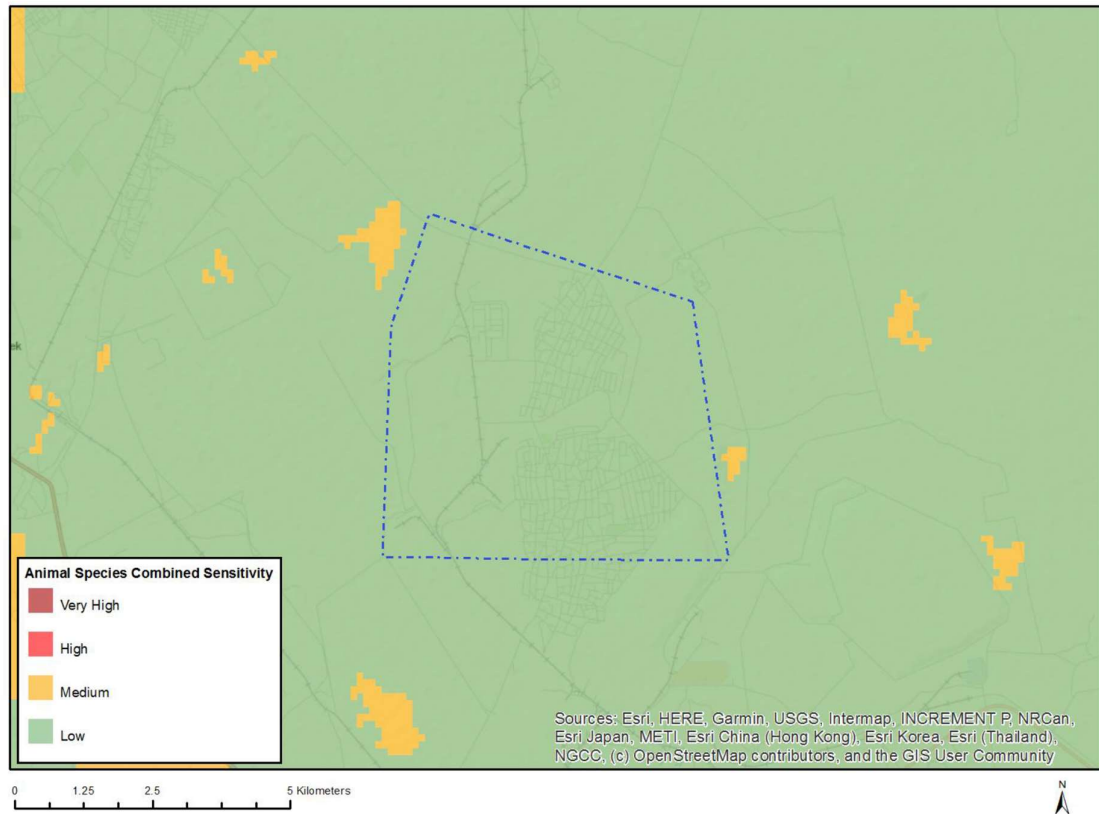 ek
Animal Species Combined Sensitivity
Very High
High
Medium
Low
Sources: Esri, HERE, Garmin, USGS, Intermap, INCREMENT P, NRCan,
Esri Japan, METI, Esri China (Hong Kong), Esri Korea, Esri (Thailand),
NGCC, (c) OpenStreetMap contributors, and the GIS User Community
0 1.25 2.5 5 Kilometers
N